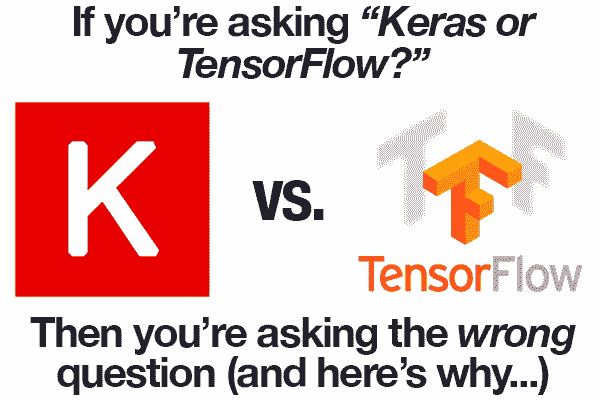 If you’re asking “Keras or
TensorFlow?”
K
vs.
TF
TensorFlow
Then you’re asking the wrong
question (and here’s why...)